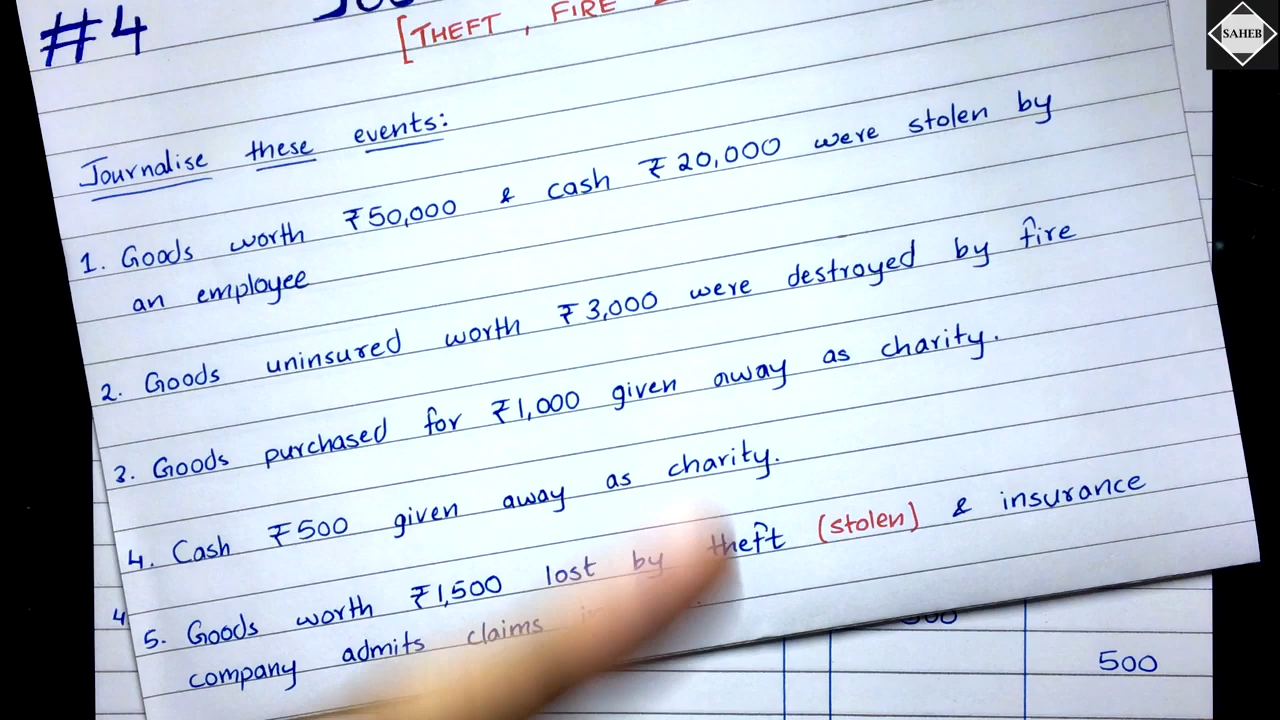 #4
[THEFT, FIRE
SAHEB
Journalise these events:
1. Goods worth ₹50,000 & cash ₹20,000 were stolen by
an employee
2. Goods uninsured worth ₹3,000 were destroyed by fire
3. Goods purchased for ₹1,000 given away as charity.
4. Cash ₹500 given away as charity.
5. Goods worth ₹1,500 lost by theft (stolen) & insurance
company admits claims
4
500